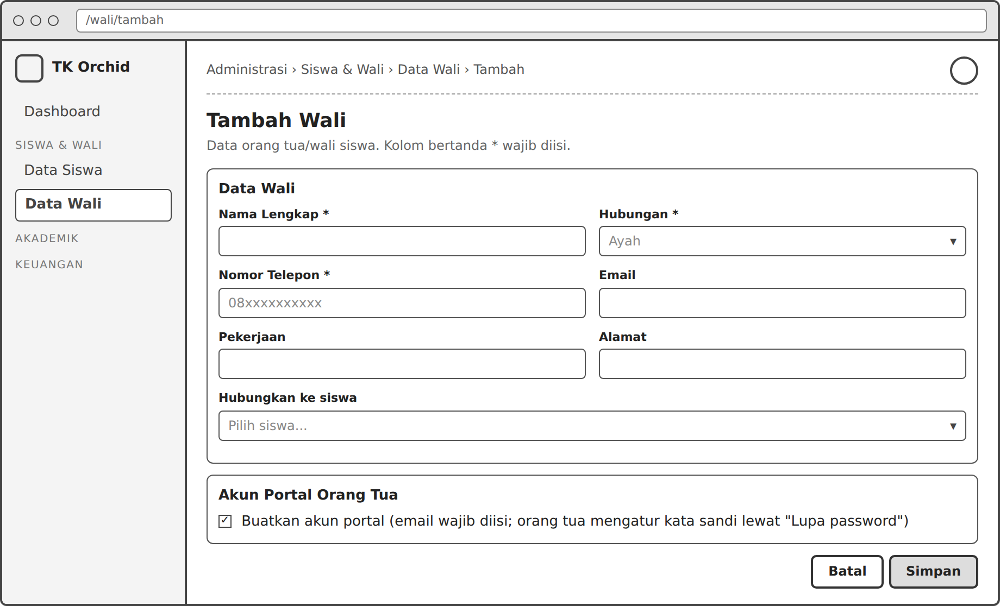 /wali/tambah
TK Orchid
Dashboard
SISWA & WALI
Data Siswa
Data Wali
AKADEMIK
KEUANGAN
Administrasi › Siswa & Wali › Data Wali › Tambah
Tambah Wali
Data orang tua/wali siswa. Kolom bertanda * wajib diisi.
Data Wali
Nama Lengkap *
Hubungan *
Ayah
Nomor Telepon *
Email
08xxxxxxxxxx
Pekerjaan
Alamat
Hubungkan ke siswa
Pilih siswa...
Akun Portal Orang Tua
Buatkan akun portal (email wajib diisi; orang tua mengatur kata sandi lewat "Lupa password")
Batal
Simpan